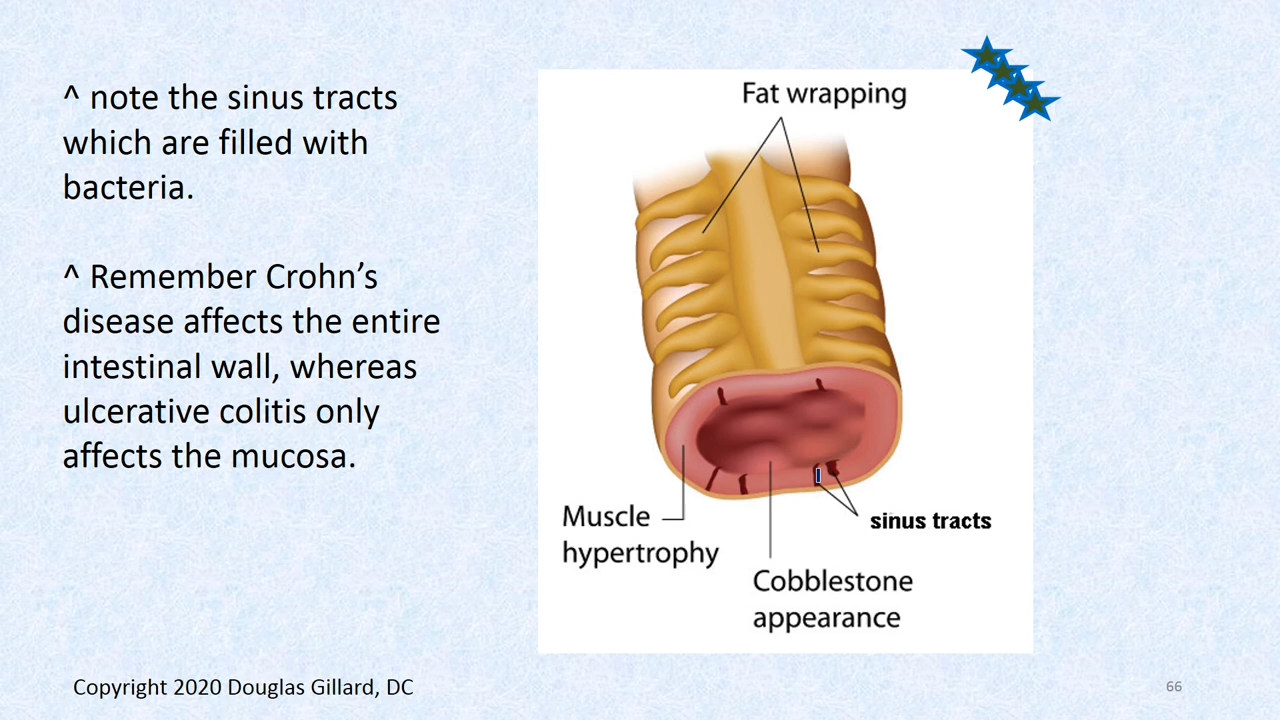 ^ note the sinus tracts
which are filled with
bacteria.
^ Remember Crohn’s
disease affects the entire
intestinal wall, whereas
ulcerative colitis only
affects the mucosa.
Fat wrapping
Muscle
hypertrophy
sinus tracts
Cobblestone
appearance
Copyright 2020 Douglas Gillard, DC
66